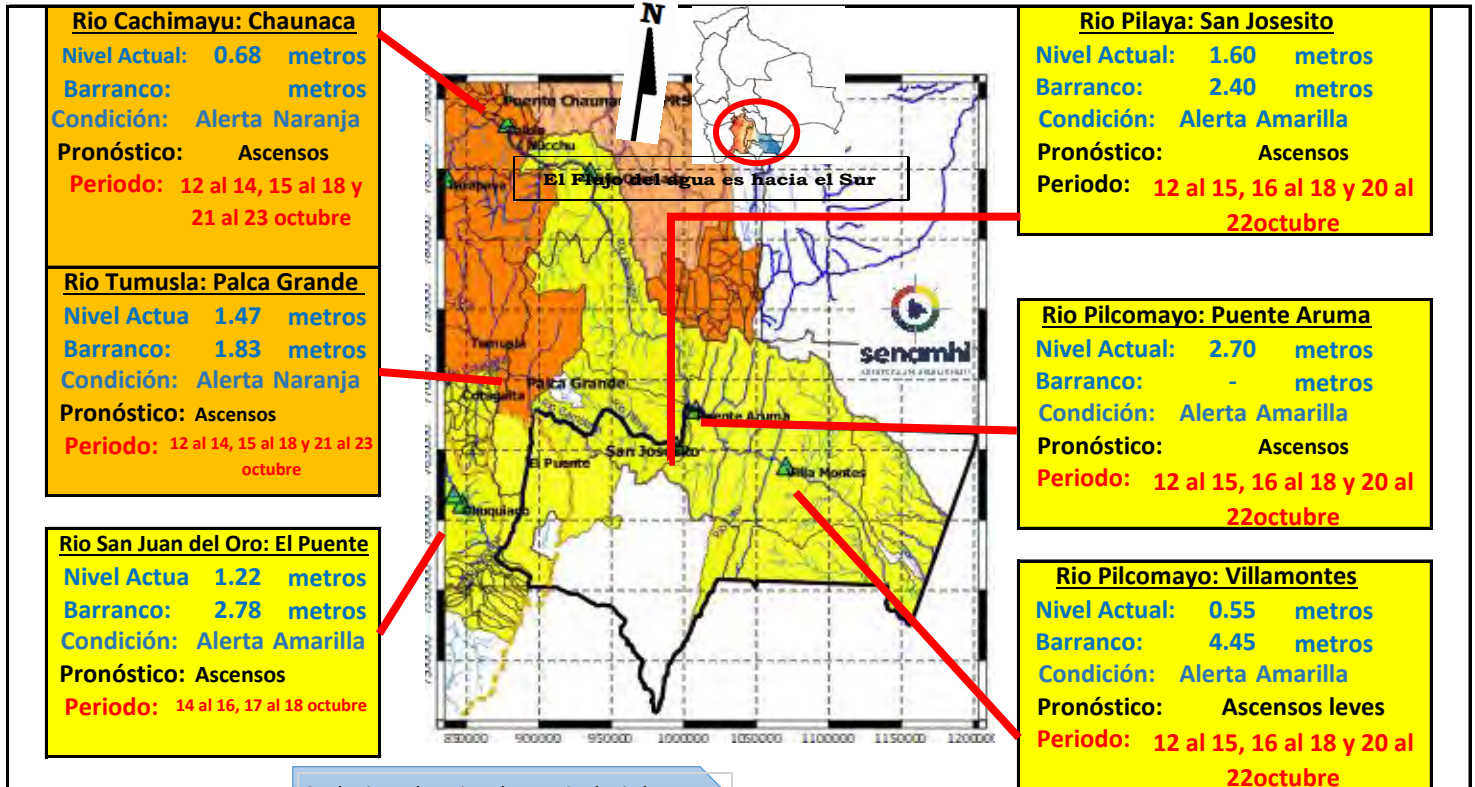 Rio Cachimayu: Chaunaca
Nivel Actual: 0.68 metros
Barranco: metros
Condición: Alerta Naranja
Pronóstico: Ascensos
Periodo: 12 al 14, 15 al 18 y
21 al 23 octubre
Rio Tumusla: Palca Grande
Nivel Actua 1.47 metros
Barranco: 1.83 metros
Condición: Alerta Naranja
Pronóstico: Ascensos
Periodo: 12 al 14, 15 al 18 y 21 al 23
octubre
Rio San Juan del Oro: El Puente
Nivel Actua 1.22 metros
Barranco: 2.78 metros
Condición: Alerta Amarilla
Pronóstico: Ascensos
Periodo: 14 al 16, 17 al 18 octubre
N
Puente
Nucchu
El Flujo del agua es hacia el Sur
senamhi
Tumusla
Palca Grande
Cotagaita
Puente Aruma
San Josesito
El Puente
Villa Montes
Chuquiago
850000 900000 950000 1000000 1050000 1100000 1150000
Rio Pilaya: San Josesito
Nivel Actual: 1.60 metros
Barranco: 2.40 metros
Condición: Alerta Amarilla
Pronóstico: Ascensos
Periodo: 12 al 15, 16 al 18 y 20 al
22octubre
Rio Pilcomayo: Puente Aruma
Nivel Actual: 2.70 metros
Barranco: - metros
Condición: Alerta Amarilla
Pronóstico: Ascensos
Periodo: 12 al 15, 16 al 18 y 20 al
22octubre
Rio Pilcomayo: Villamontes
Nivel Actual: 0.55 metros
Barranco: 4.45 metros
Condición: Alerta Amarilla
Pronóstico: Ascensos leves
Periodo: 12 al 15, 16 al 18 y 20 al
22octubre